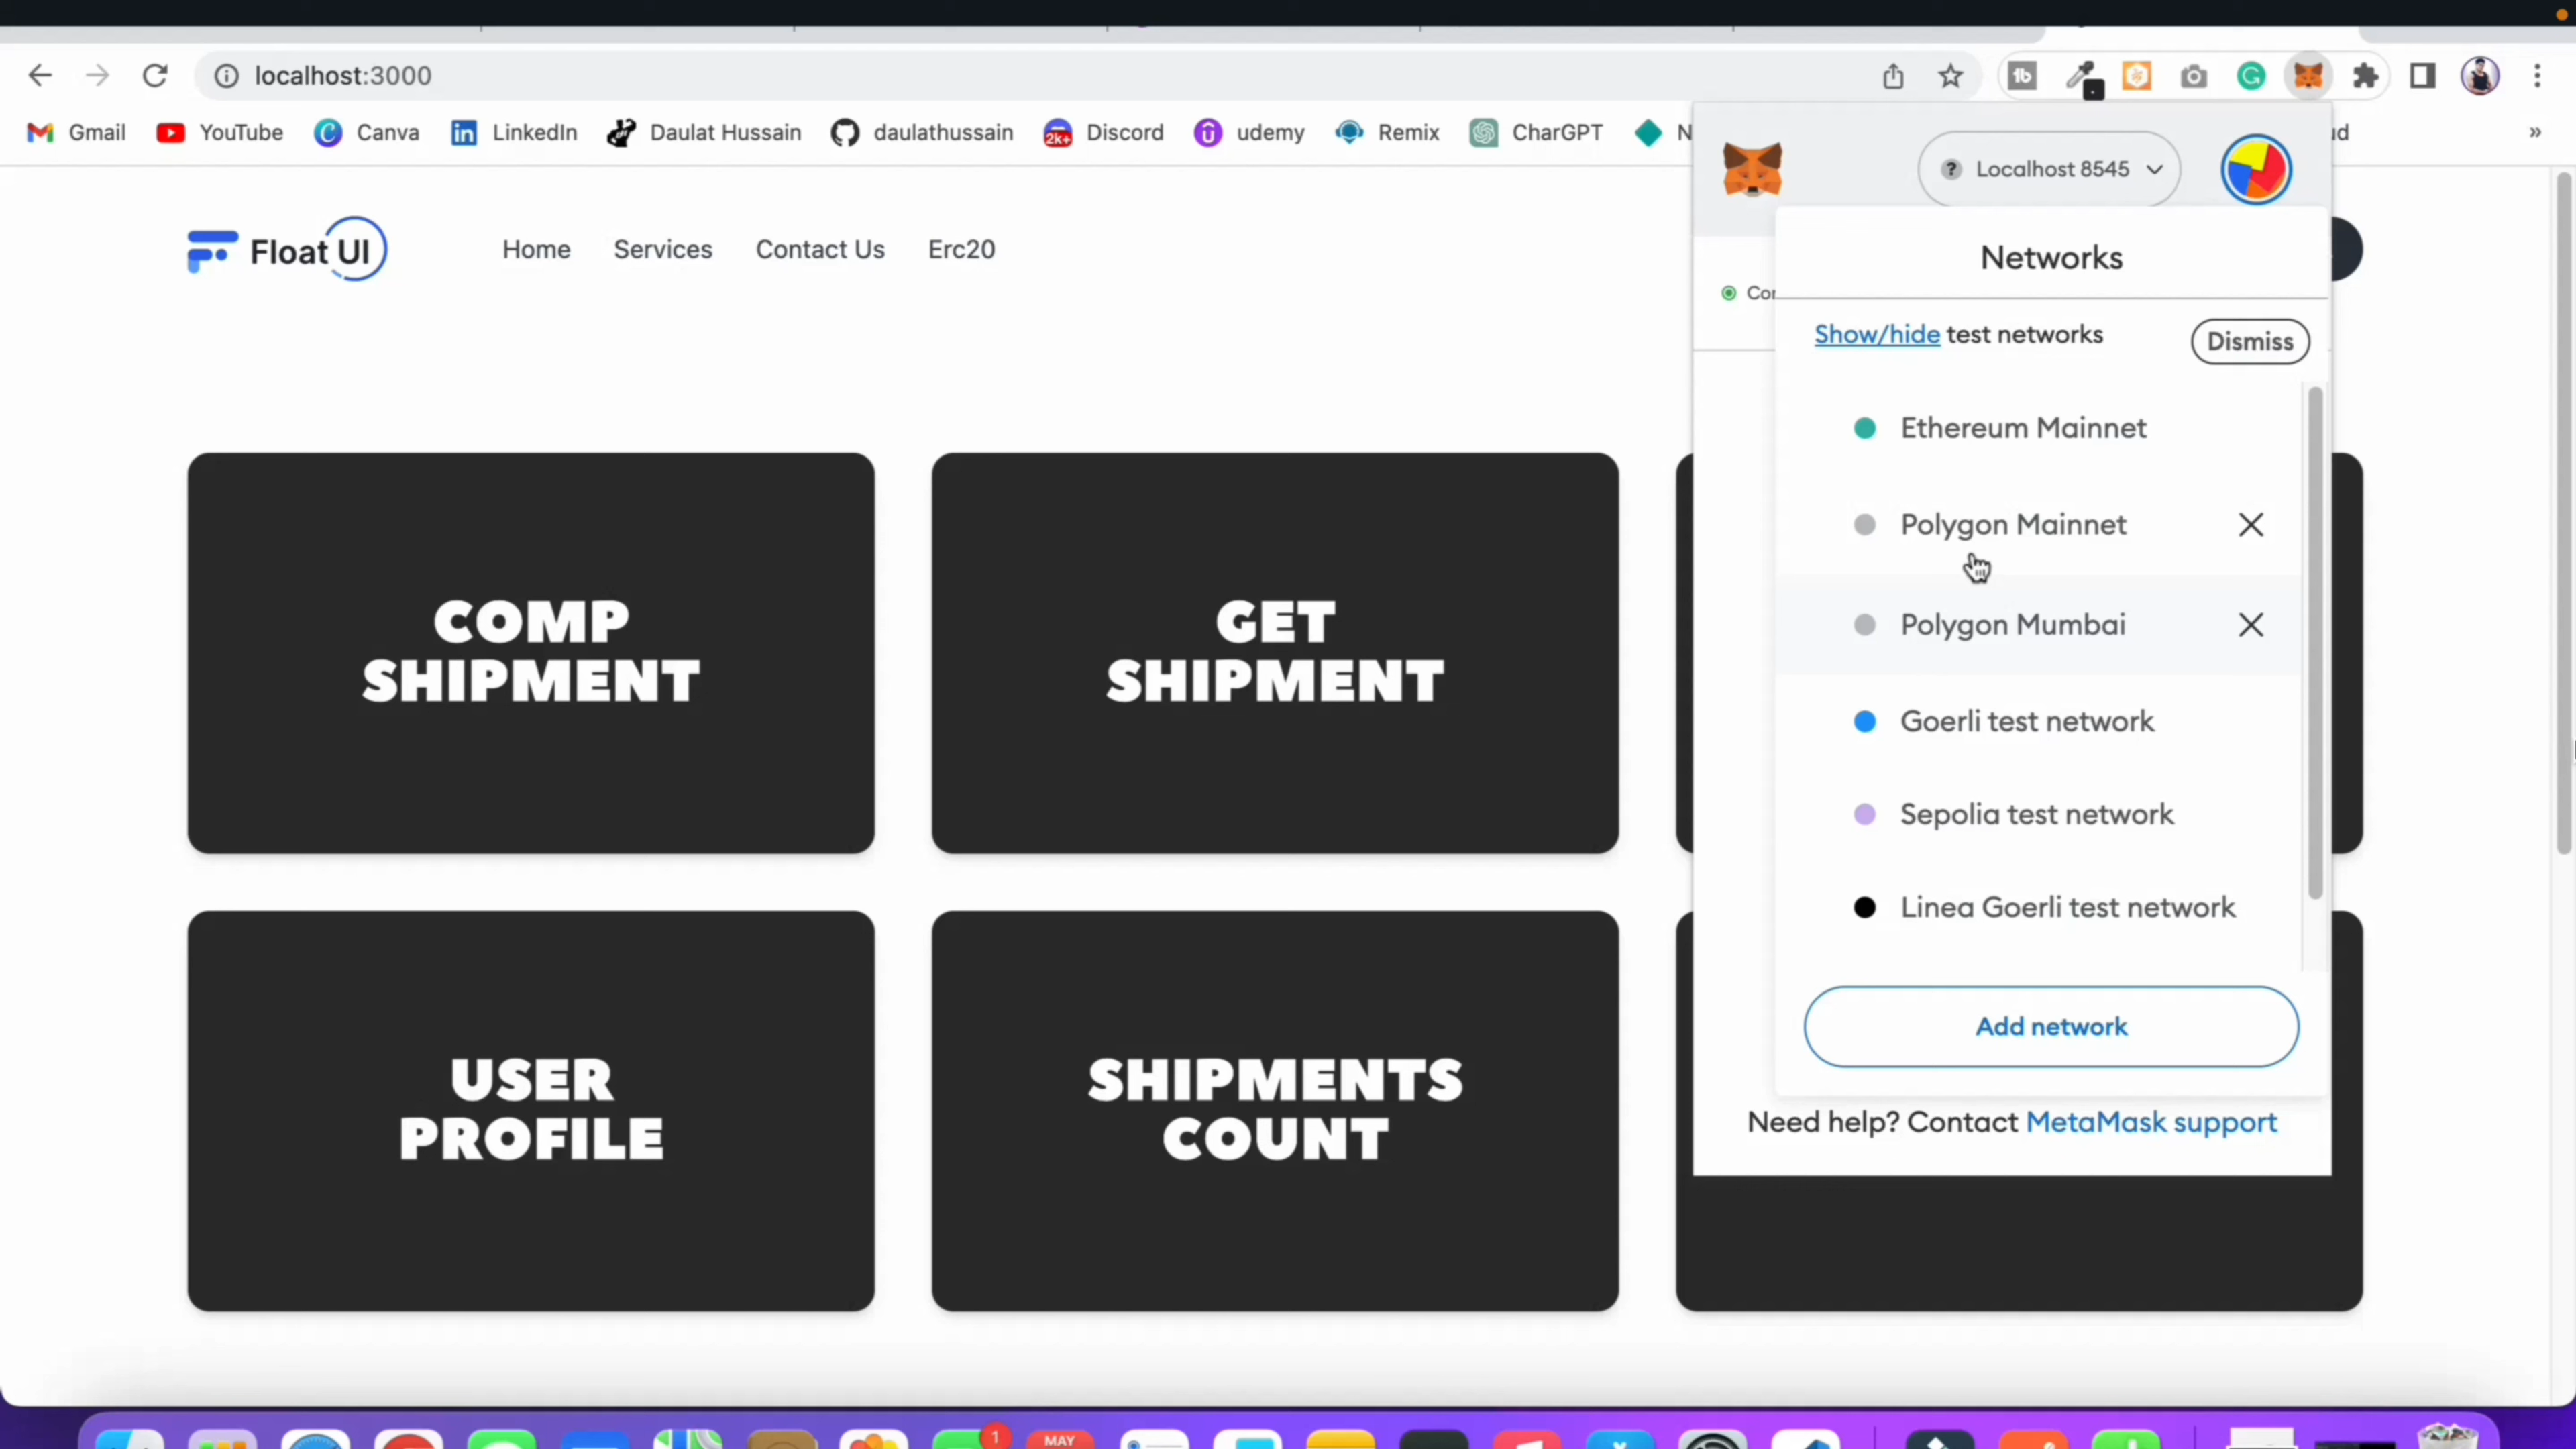 localhost:3000
Gmail YouTube Canva LinkedIn Daulat Hussain daulathussain Discord udemy Remix CharGPT N
2k+
Localhost 8545
Float UI Home Services Contact Us Erc20
Networks
Show/hide test networks Dismiss
Ethereum Mainnet
Polygon Mainnet
Polygon Mumbai
Goerli test network
Sepolia test network
Linea Goerli test network
Add network
Need help? Contact MetaMask support
COMP
SHIPMENT
GET
SHIPMENT
USER
PROFILE
SHIPMENTS
COUNT
1
MAY